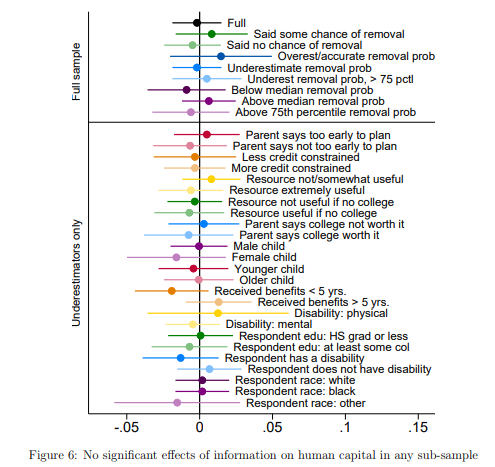 Full sample
Full
Said some chance of removal
Said no chance of removal
Overest/accurate removal prob
Underestimate removal prob
Underest removal prob, > 75 pctl
Below median removal prob
Above median removal prob
Above 75th percentile removal prob
Underestimators only
Parent says too early to plan
Parent says not too early to plan
Less credit constrained
More credit constrained
Resource not/somewhat useful
Resource extremely useful
Resource not useful if no college
Resource useful if no college
Parent says college not worth it
Parent says college worth it
Male child
Female child
Younger child
Older child
Received benefits < 5 yrs.
Received benefits > 5 yrs.
Disability: physical
Disability: mental
Respondent edu: HS grad or less
Respondent edu: at least some col
Respondent has a disability
Respondent does not have disability
Respondent race: white
Respondent race: black
Respondent race: other
-.05 0 .05 .1 .15
Figure 6: No significant effects of information on human capital in any sub-sample